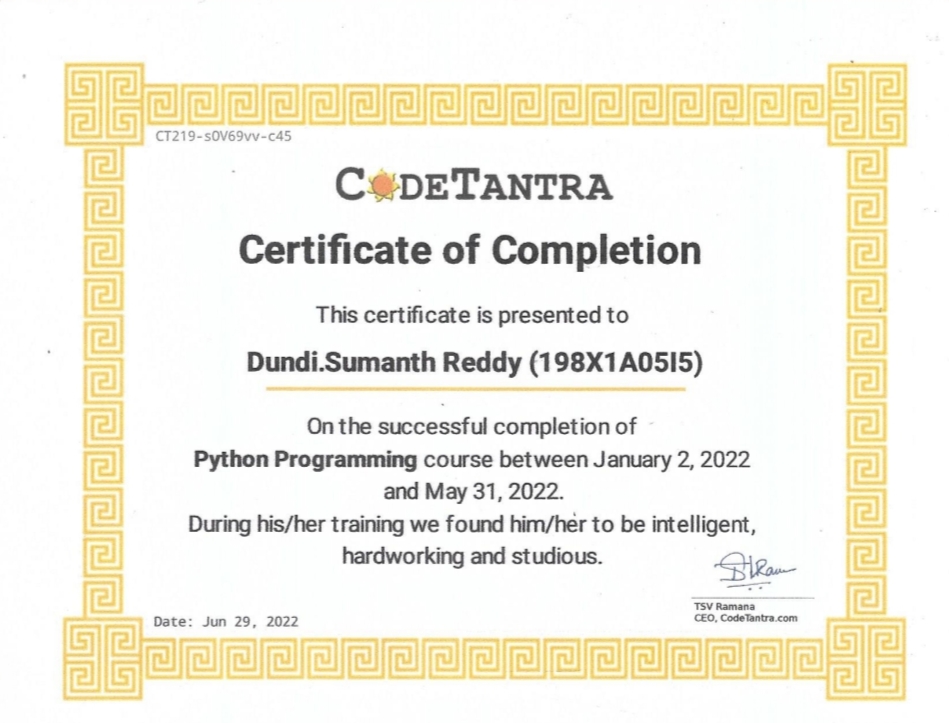 CT219-s0V69vv-c45
CODETANTRA
Certificate of Completion
This certificate is presented to
Dundi.Sumanth Reddy (198X1A05I5)
On the successful completion of
Python Programming course between January 2, 2022
and May 31, 2022.
During his/her training we found him/her to be intelligent,
hardworking and studious.
TSV Ramana
CEO, CodeTantra.com
Date: Jun 29, 2022